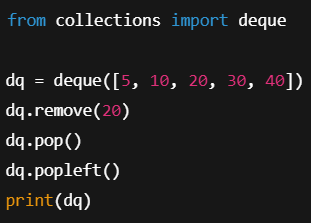 from collections import deque
dq = deque([5, 10, 20, 30, 40])
dq.remove(20)
dq.pop()
dq.popleft()
print(dq)